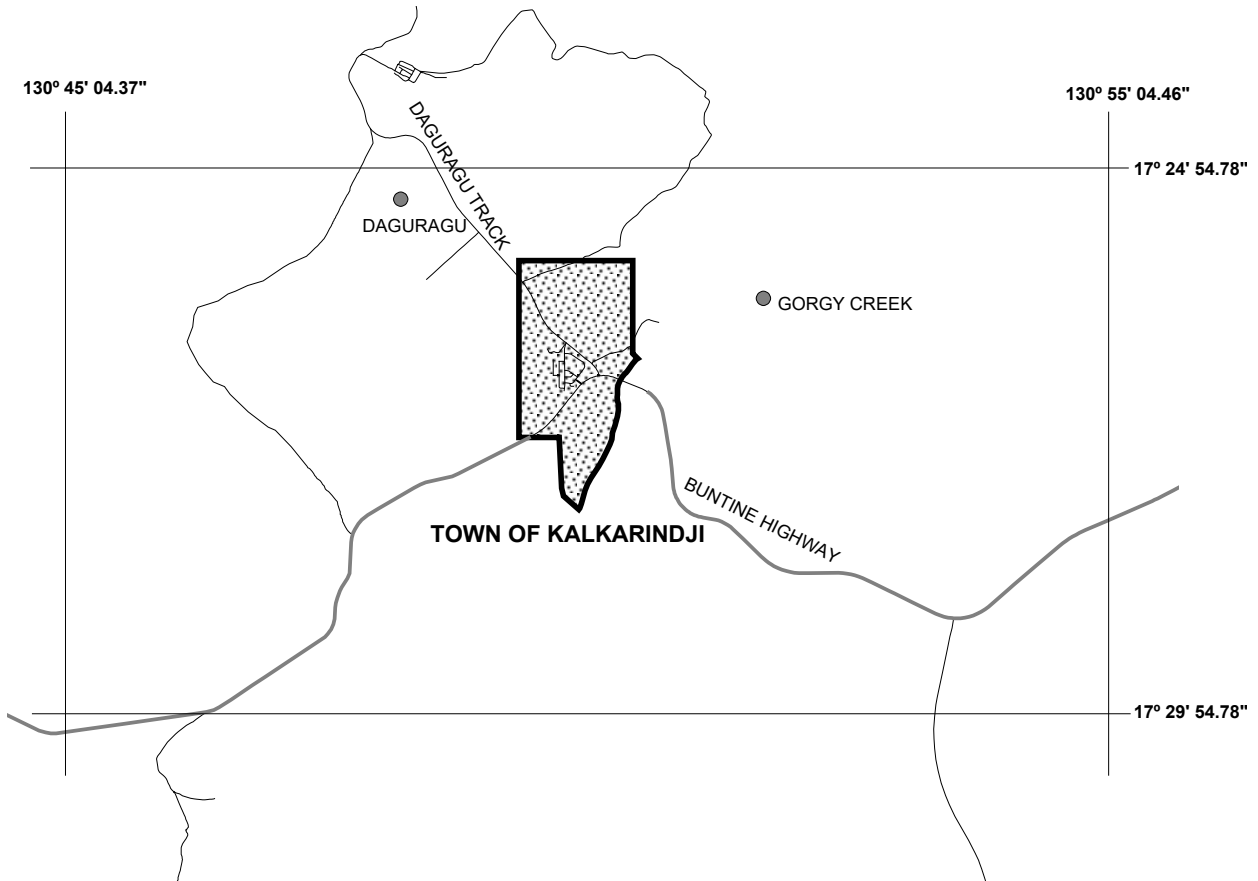 130º 45' 04.37"
130º 55' 04.46"
DAGURAGU TRACK
17º 24' 54.78"
DAGURAGU
GORGY CREEK
BUNTINE HIGHWAY
TOWN OF KALKARINDJI
17º 29' 54.78"